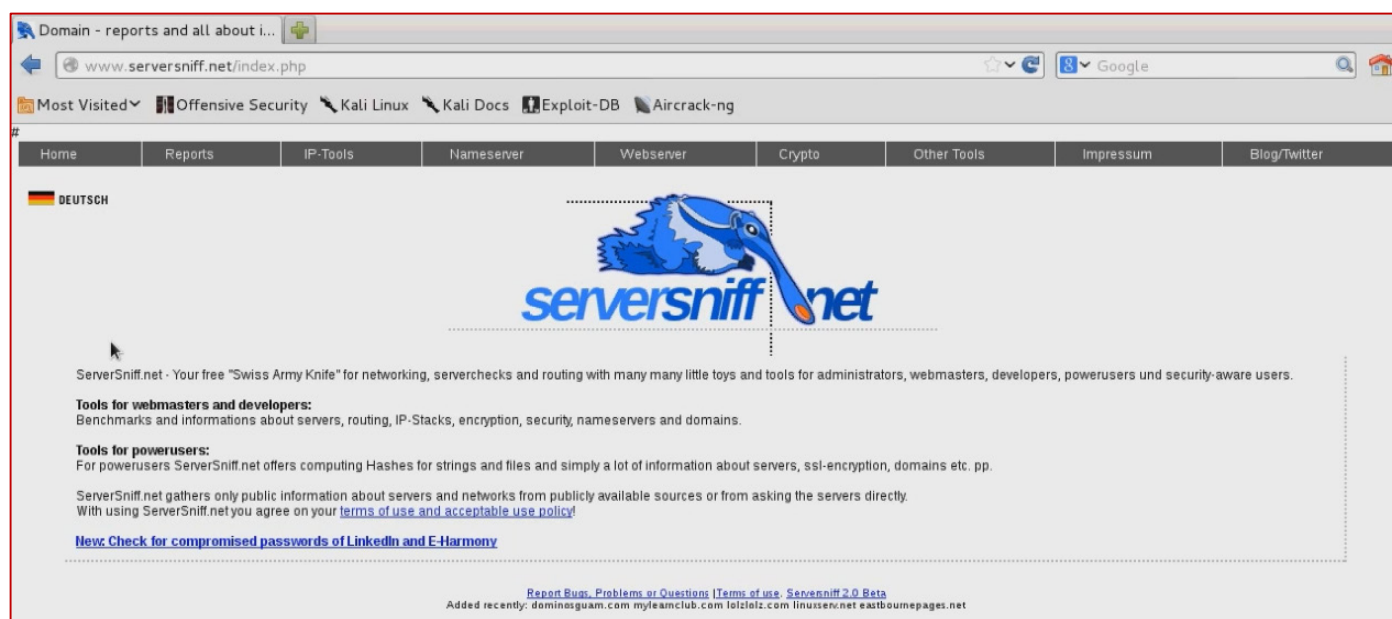 Domain - reports and all about i...
www.serversniff.net/index.php
Google
Most Visited Offensive Security Kali Linux Kali Docs Exploit-DB Aircrack-ng
#
Home Reports IP-Tools Nameserver Webserver Crypto Other Tools Impressum Blog/Twitter
DEUTSCH
serversniff net
ServerSniff.net - Your free "Swiss Army Knife" for networking, serverchecks and routing with many many little toys and tools for administrators, webmasters, developers, powerusers und security-aware users.
Tools for webmasters and developers:
Benchmarks and informations about servers, routing, IP-Stacks, encryption, security, nameservers and domains.
Tools for powerusers:
For powerusers ServerSniff.net offers computing Hashes for strings and files and simply a lot of information about servers, ssl-encryption, domains etc. pp.
ServerSniff.net gathers only public information about servers and networks from publicly available sources or from asking the servers directly.
With using ServerSniff.net you agree on your terms of use and acceptable use policy!
New: Check for compromised passwords of LinkedIn and E-Harmony
Report Bugs, Problems or Questions | Terms of use. Serversniff 2.0 Beta
Added recently: dominosguam.com mylearnclub.com lolzlolz.com linuxserv.net eastbournepages.net